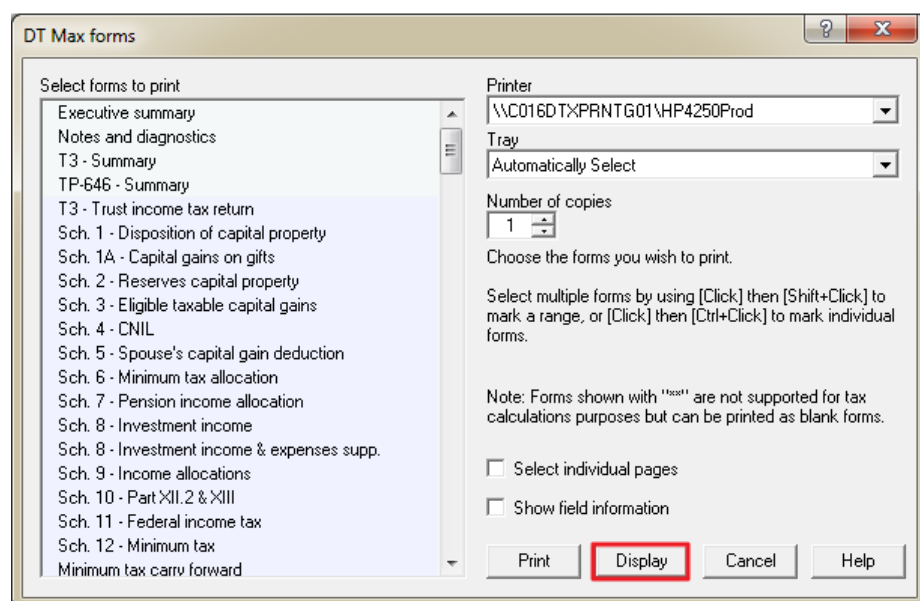 DT Max forms
Select forms to print
Executive summary
Notes and diagnostics
T3 - Summary
TP-646 - Summary
T3 - Trust income tax return
Sch. 1 - Disposition of capital property
Sch. 1A - Capital gains on gifts
Sch. 2 - Reserves capital property
Sch. 3 - Eligible taxable capital gains
Sch. 4 - CNIL
Sch. 5 - Spouse's capital gain deduction
Sch. 6 - Minimum tax allocation
Sch. 7 - Pension income allocation
Sch. 8 - Investment income
Sch. 8 - Investment income & expenses supp.
Sch. 9 - Income allocations
Sch. 10 - Part XII.2 & XIII
Sch. 11 - Federal income tax
Sch. 12 - Minimum tax
Minimum tax carry forward
Printer
\\C016DTXPRNTG01\HP4250Prod
Tray
Automatically Select
Number of copies
1
Choose the forms you wish to print.
Select multiple forms by using [Click] then [Shift+Click] to
mark a range, or [Click] then [Ctrl+Click] to mark individual
forms.
Note: Forms shown with "**" are not supported for tax
calculations purposes but can be printed as blank forms.
Select individual pages
Show field information
Print Display Cancel Help